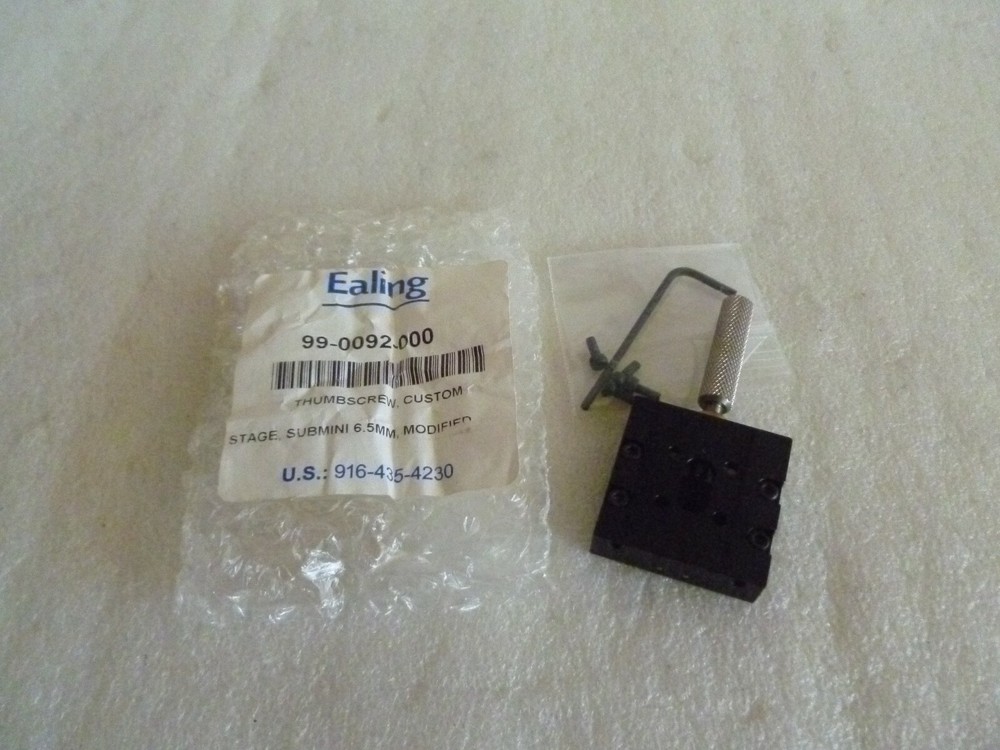 Ealing
99-0092.000
THUMBSCREW, CUSTOM
STAGE, SUBMINI 6.5MM, MODIFIED
U.S.: 916-435-4230